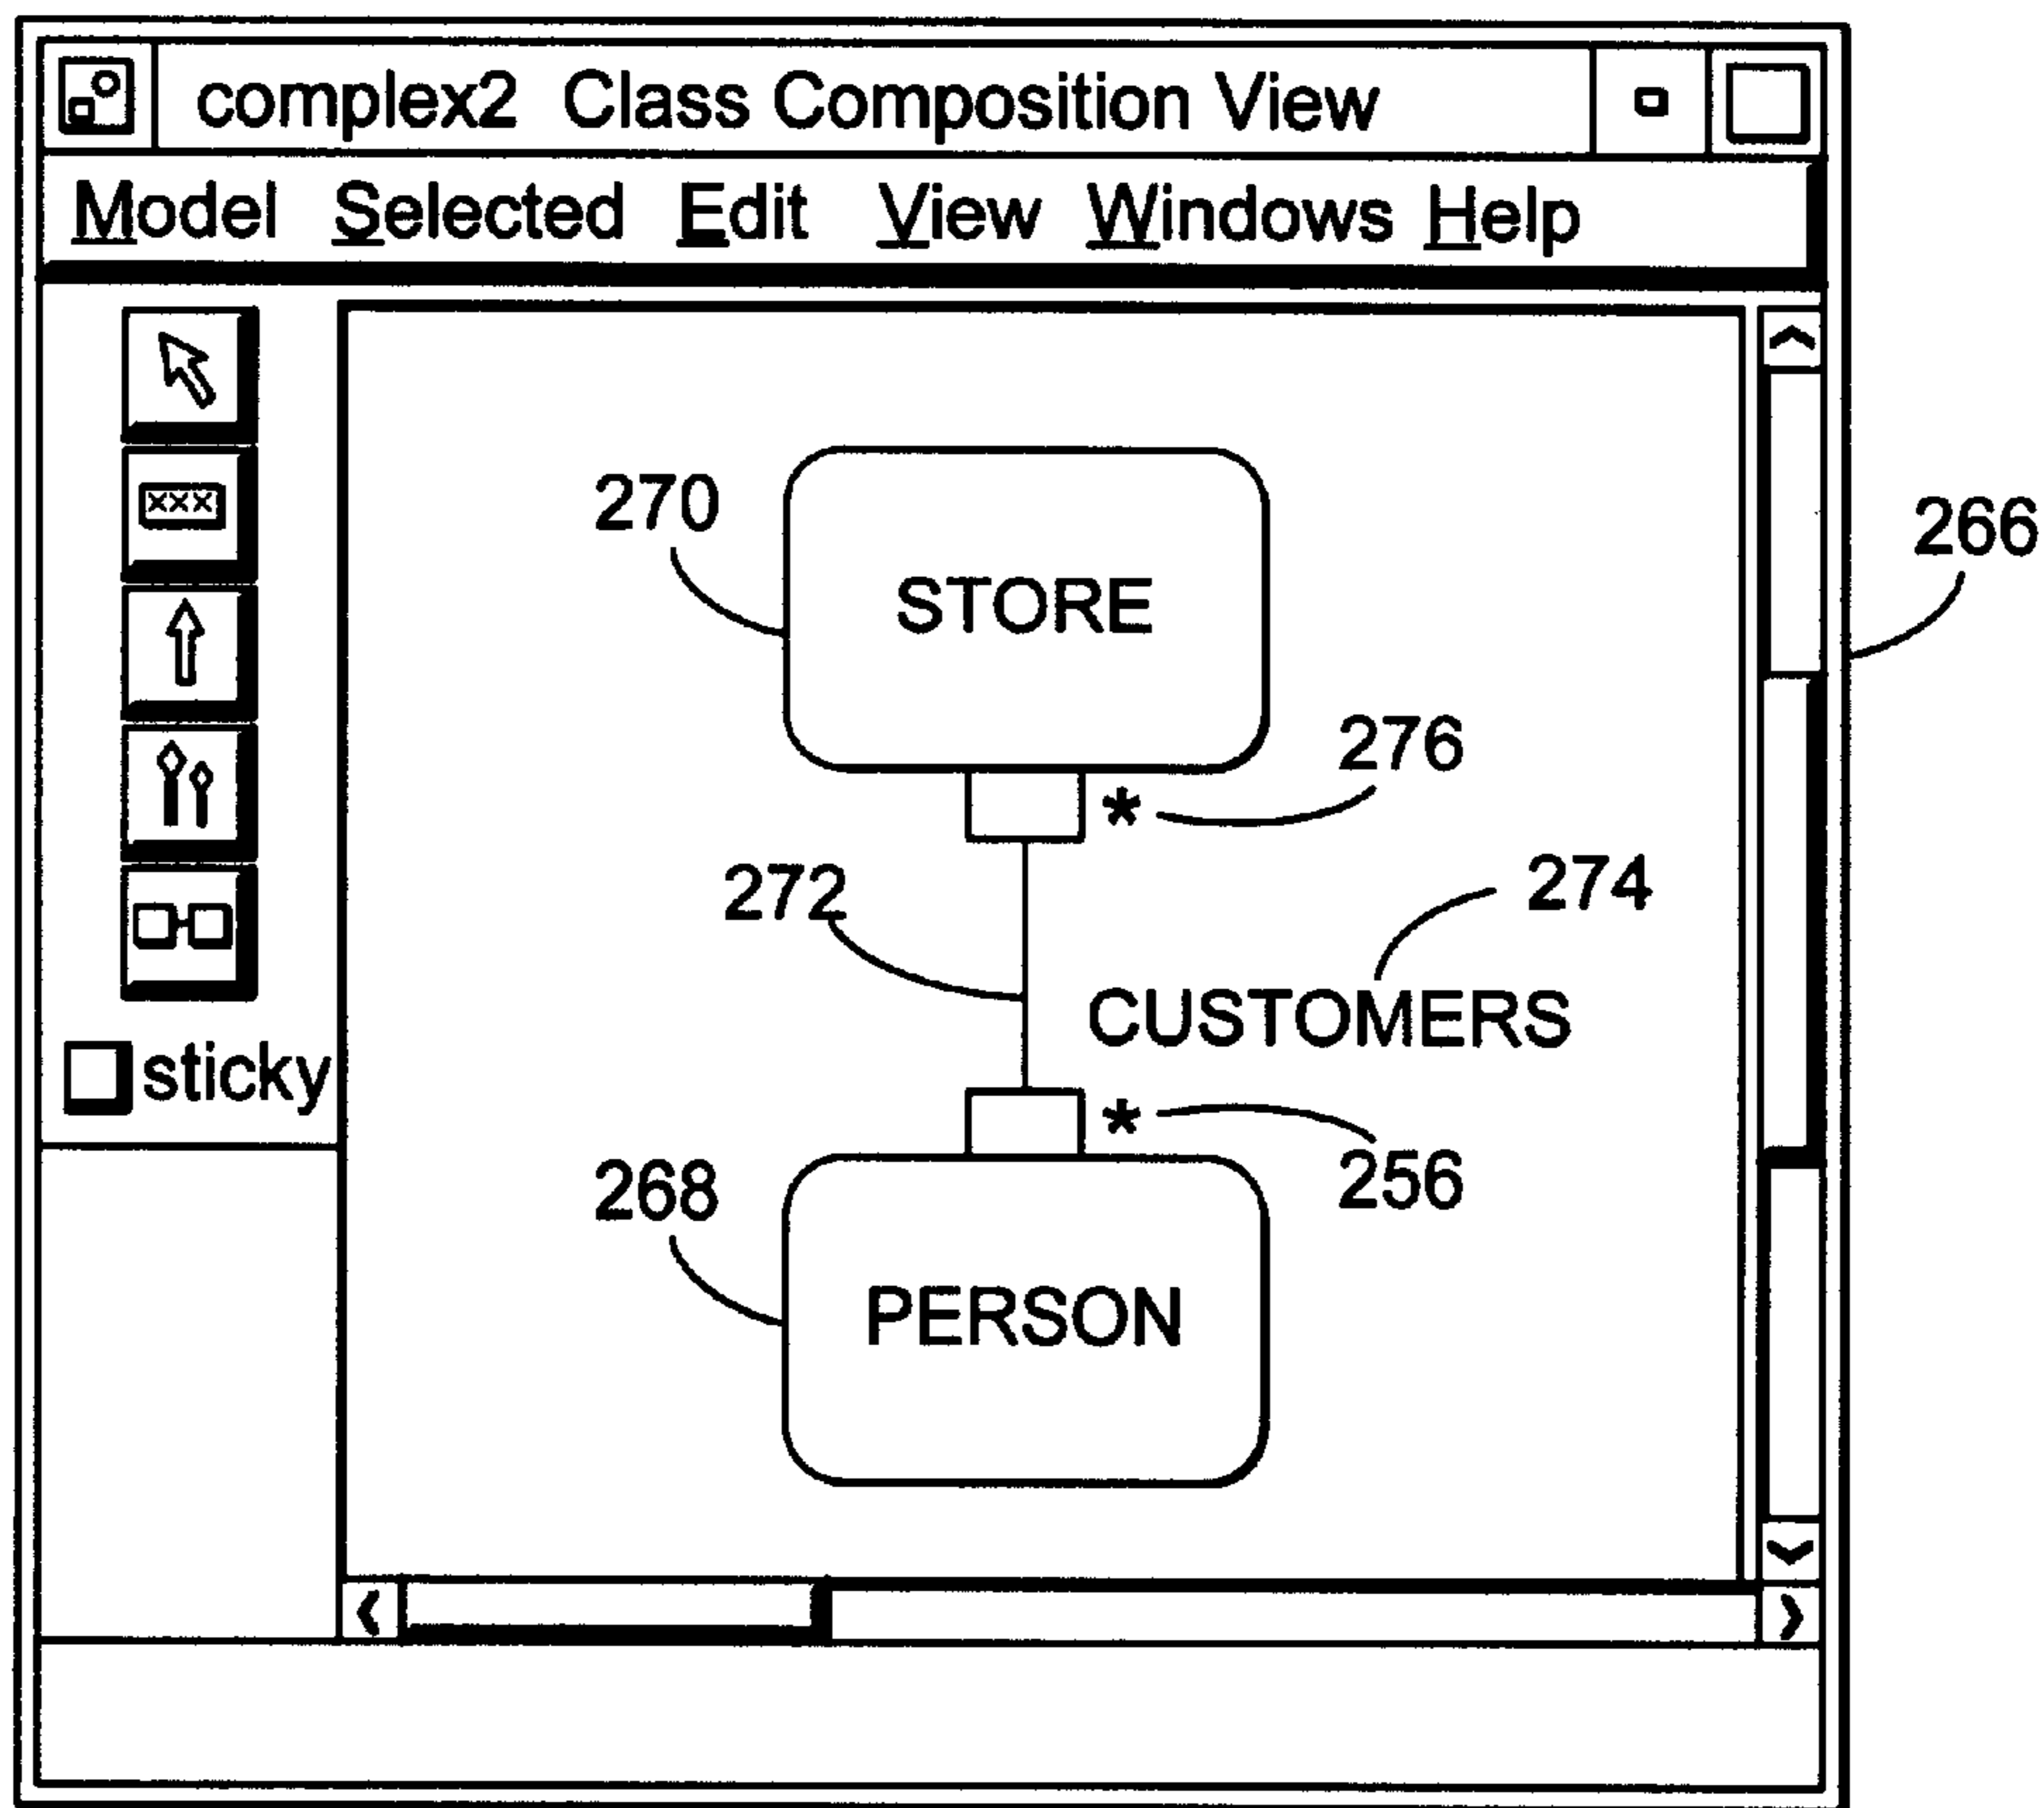 complex2 Class Composition View
Model Selected Edit View Windows Help
xxx
270
STORE
266
276
*
272
274
CUSTOMERS
sticky
*
256
268
PERSON